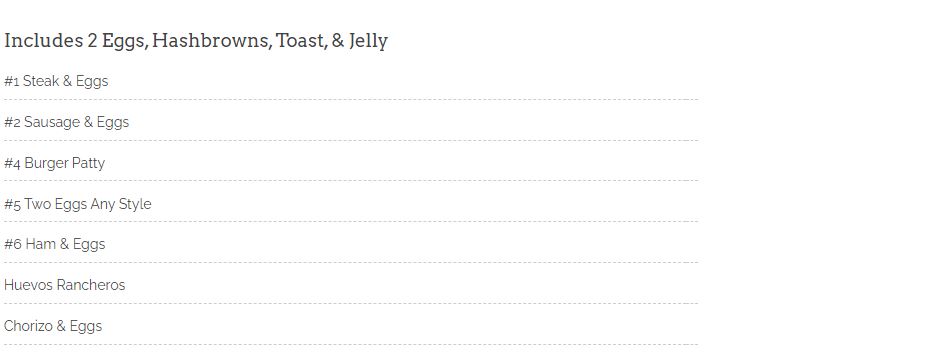 Includes 2 Eggs, Hashbrowns, Toast, & Jelly
#1 Steak & Eggs
#2 Sausage & Eggs
#4 Burger Patty
#5 Two Eggs Any Style
#6 Ham & Eggs
Huevos Rancheros
Chorizo & Eggs